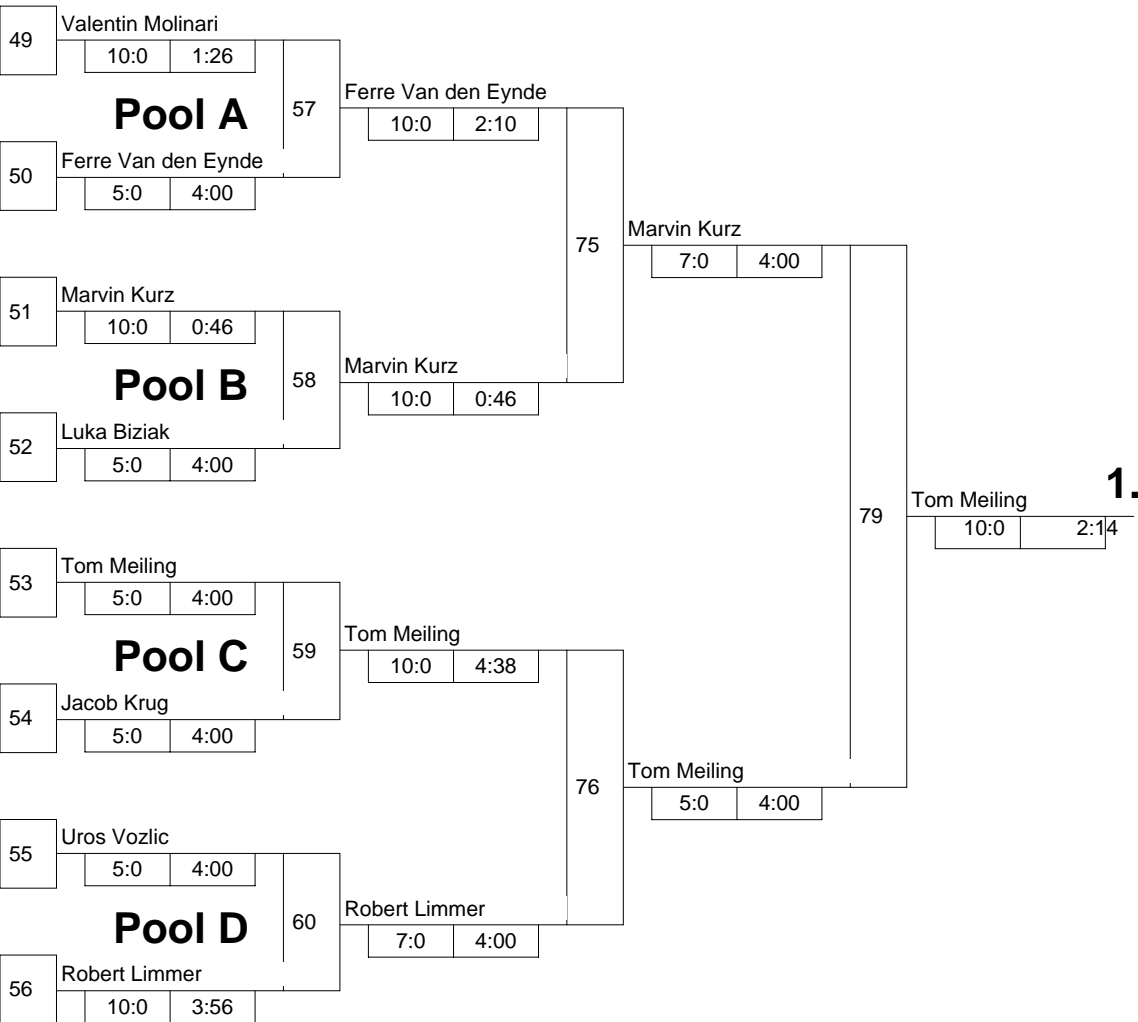 49
Valentin Molinari
10:0 1:26
Pool A
57
Ferre Van den Eynde
10:0 2:10
50
Ferre Van den Eynde
5:0 4:00
75
Marvin Kurz
7:0 4:00
51
Marvin Kurz
10:0 0:46
Pool B
58
Marvin Kurz
10:0 0:46
52
Luka Biziak
5:0 4:00
79
Tom Meiling
1.
10:0 2:14
53
Tom Meiling
5:0 4:00
Pool C
59
Tom Meiling
10:0 4:38
54
Jacob Krug
5:0 4:00
76
Tom Meiling
5:0 4:00
55
Uros Vozlic
5:0 4:00
Pool D
60
Robert Limmer
7:0 4:00
56
Robert Limmer
10:0 3:56